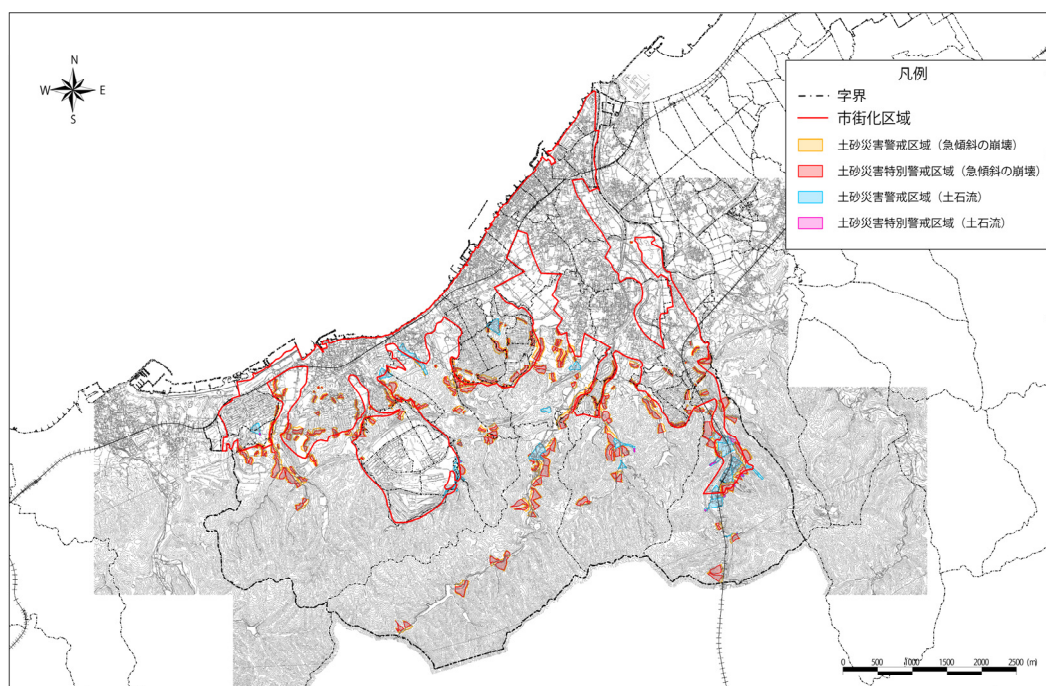 N
W
E
S
凡例
字界
市街化区域
土砂災害警戒区域（急傾斜の崩壊）
土砂災害特別警戒区域（急傾斜の崩壊）
土砂災害警戒区域（土石流）
土砂災害特別警戒区域（土石流）
0 500 1000 1500 2000 2500 (m)